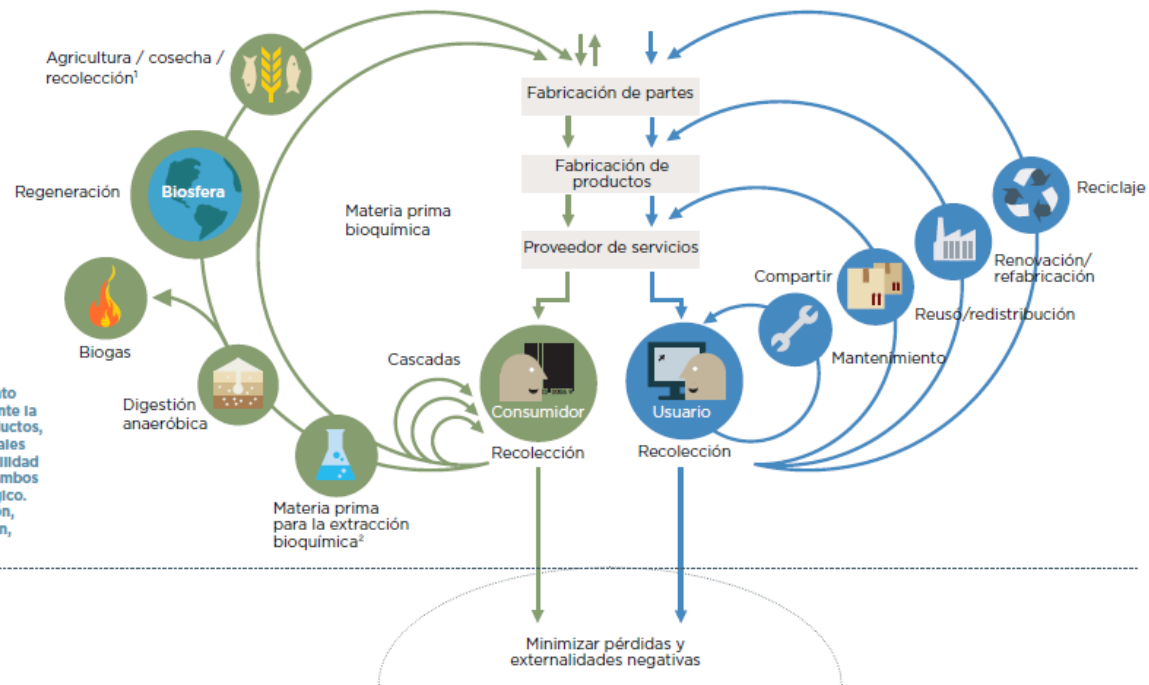 Agricultura / cosecha /
recolección¹
Regeneración
Biosfera
Biogas
Digestión
anaeróbica
Materia prima
para la extracción
bioquímica²
Materia prima
bioquímica
Cascadas
Fabricación de partes
Fabricación de
productos
Proveedor de servicios
Consumidor
Recolección
Usuario
Recolección
Compartir
Mantenimiento
Reuso/redistribución
Renovación/
refabricación
Reciclaje
Minimizar pérdidas y
externalidades negativas
nte la